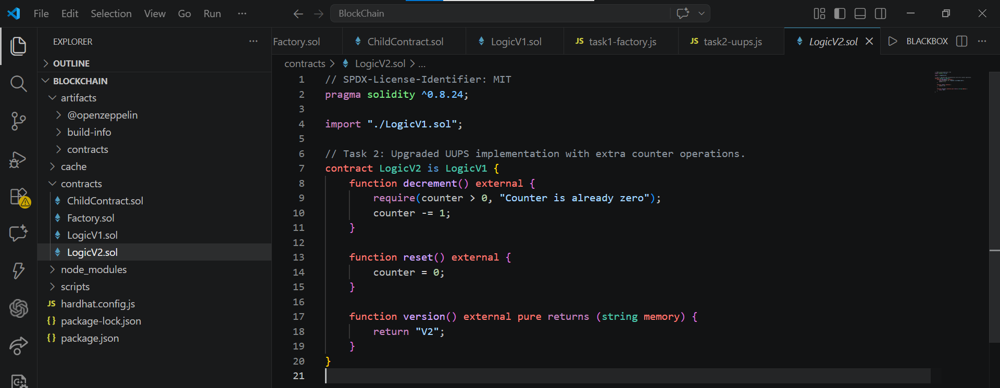 File Edit Selection View Go Run ...
BlockChain
EXPLORER ...
OUTLINE
BLOCKCHAIN
artifacts
@openzeppelin
build-info
contracts
cache
contracts
ChildContract.sol
Factory.sol
LogicV1.sol
LogicV2.sol
node_modules
scripts
JS hardhat.config.js
{} package-lock.json
{} package.json
Factory.sol ChildContract.sol LogicV1.sol JS task1-factory.js JS task2-uups.js LogicV2.sol BLACKBOX ...
contracts > LogicV2.sol > ...
1 // SPDX-License-Identifier: MIT
2 pragma solidity ^0.8.24;
3
4 import "./LogicV1.sol";
5
6 // Task 2: Upgraded UUPS implementation with extra counter operations.
7 contract LogicV2 is LogicV1 {
8 function decrement() external {
9 require(counter > 0, "Counter is already zero");
10 counter -= 1;
11 }
12
13 function reset() external {
14 counter = 0;
15 }
16
17 function version() external pure returns (string memory) {
18 return "V2";
19 }
20 }
21